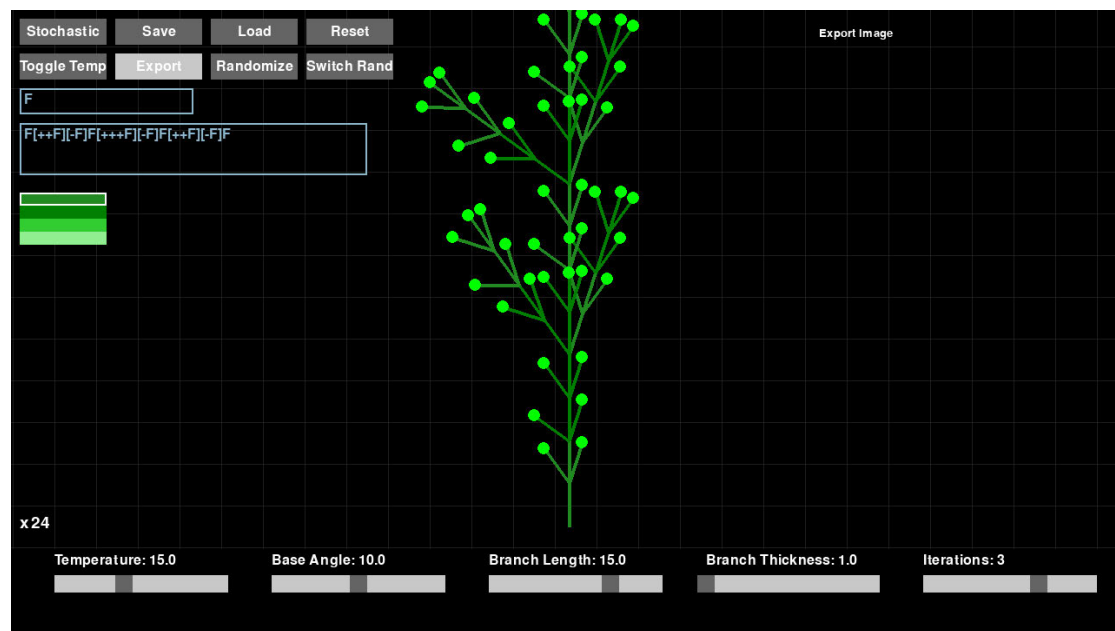 Stochastic Save Load Reset
Export Image
Toggle Temp Export Randomize Switch Rand
F
F[++F][-F]F[+++F][-F]F[++F][-F]F
x24
Temperature: 15.0 Base Angle: 10.0 Branch Length: 15.0 Branch Thickness: 1.0 Iterations: 3